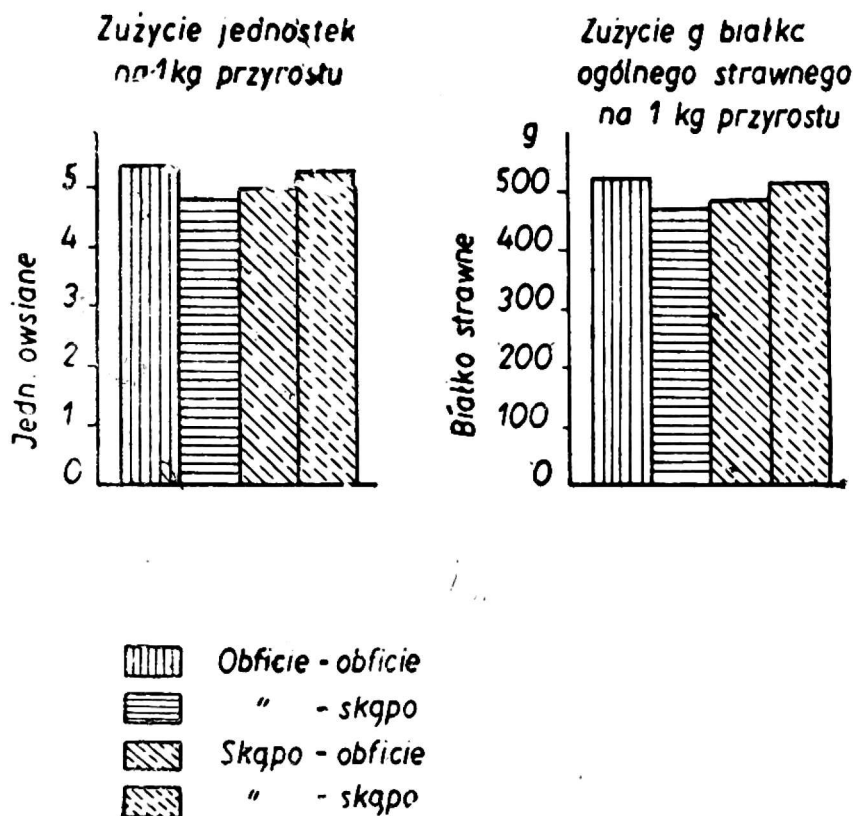 Zużycie jednostek
na 1kg przyrostu
Zużycie g białkc
ogólnego strawnego
na 1 kg przyrostu
Jedn. owsiane
5
4
3
2
1
0
g
Białko strawne
500
400
300
200
100
0
Obficie - obficie
" - skąpo
Skąpo - obficie
" - skąpo